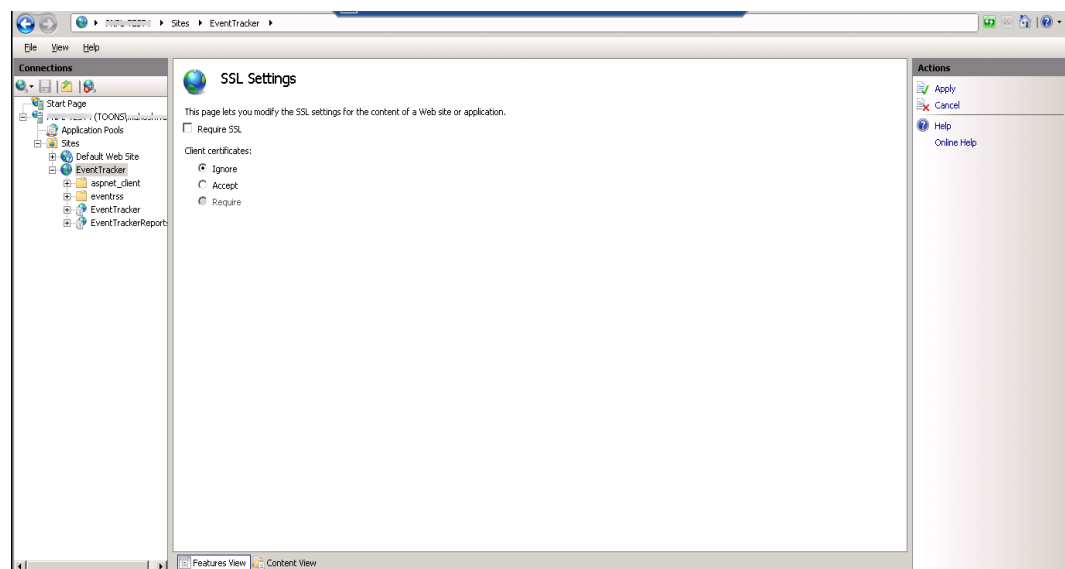 Sites EventTracker
File View Help
Connections
Start Page
(TOONS\
Application Pools
Sites
Default Web Site
EventTracker
aspnet_client
eventrss
EventTracker
EventTrackerReports
SSL Settings
This page lets you modify the SSL settings for the content of a Web site or application.
Require SSL
Client certificates:
Ignore
Accept
Require
Features View Content View
Actions
Apply
Cancel
Help
Online Help